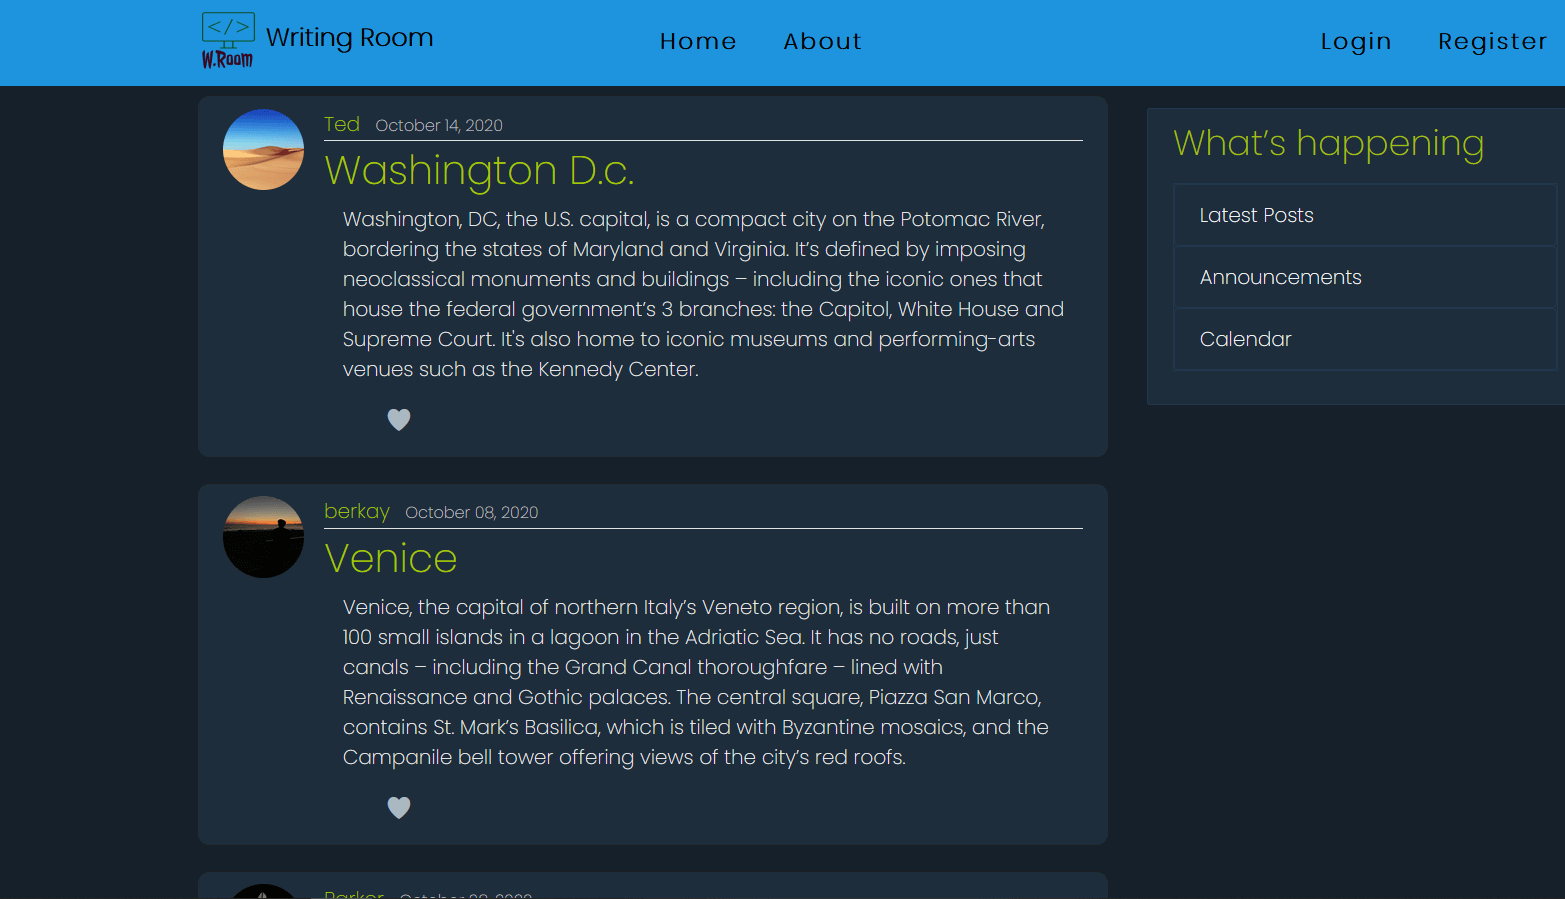 </>
W.Room
Writing Room
Home
About
Login
Register
Ted October 14, 2020
Washington D.c.
Washington, DC, the U.S. capital, is a compact city on the Potomac River,
bordering the states of Maryland and Virginia. It’s defined by imposing
neoclassical monuments and buildings – including the iconic ones that
house the federal government’s 3 branches: the Capitol, White House and
Supreme Court. It's also home to iconic museums and performing-arts
venues such as the Kennedy Center.
berkay October 08, 2020
Venice
Venice, the capital of northern Italy’s Veneto region, is built on more than
100 small islands in a lagoon in the Adriatic Sea. It has no roads, just
canals – including the Grand Canal thoroughfare – lined with
Renaissance and Gothic palaces. The central square, Piazza San Marco,
contains St. Mark’s Basilica, which is tiled with Byzantine mosaics, and the
Campanile bell tower offering views of the city’s red roofs.
Parker October 08, 2020
What’s happening
Latest Posts
Announcements
Calendar